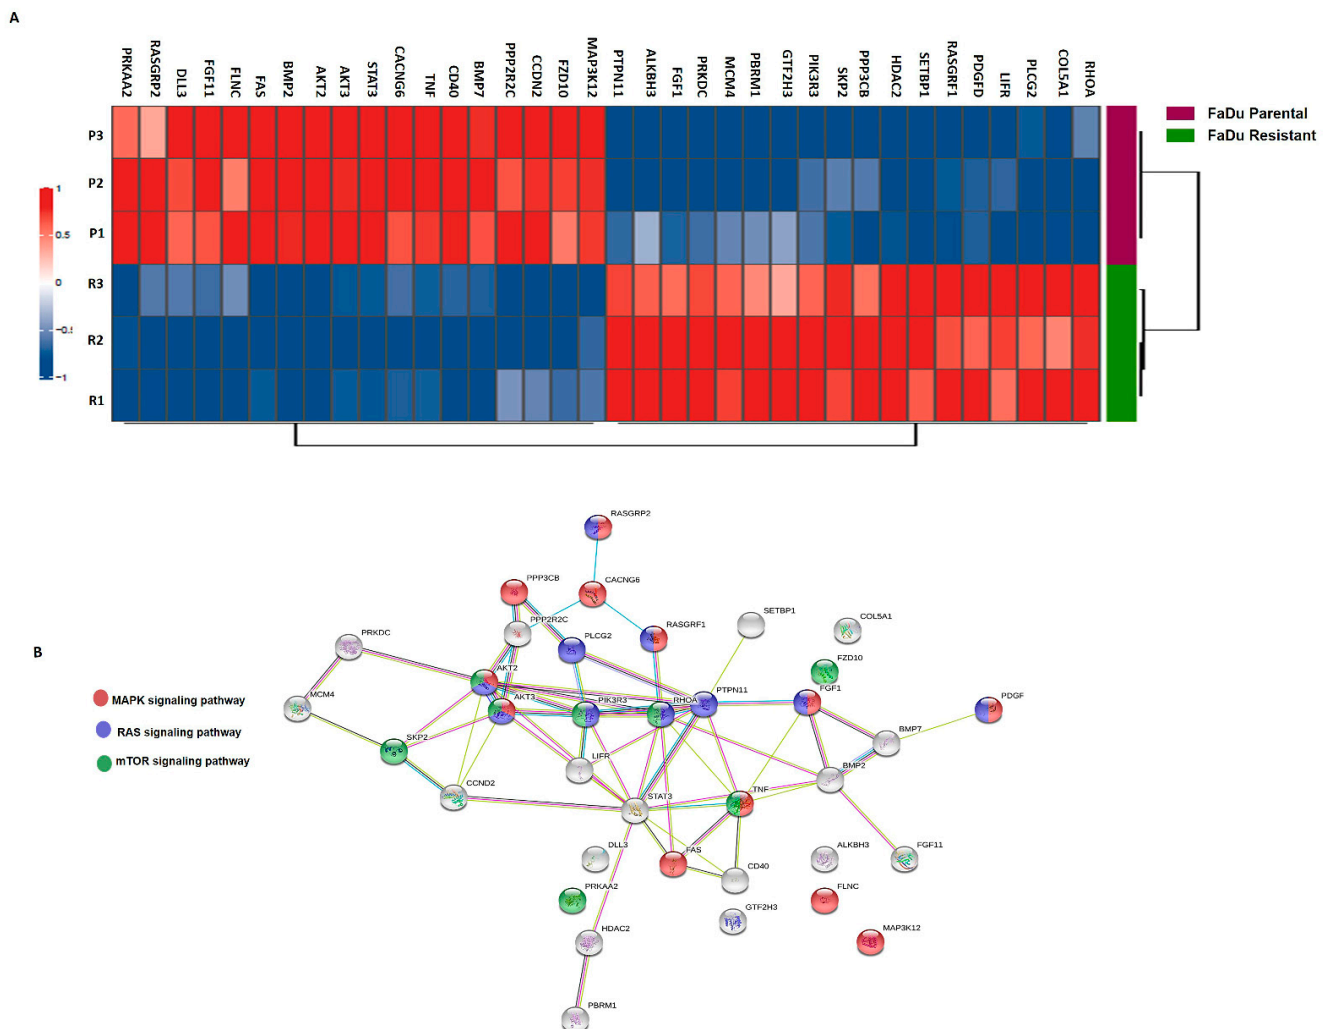 A
PRKAA2 RASGRP2 DLL3 FGF11 FLNC FAS BMP2 AKT2 AKT3 STAT3 CACNG6 TNF CD40 BMP7 PPP2R2C CCDN2 FZD10 MAP3K12 PTPN11 ALKBH3 FGF1 PRKDC MCM4 PBRM1 GTF2H3 PIK3R3 SKP2 PPP3CB HDAC2 SETBP1 RASGRF1 PDGFD LIFR PLCG2 COL5A1 RHOA
P3
P2
P1
R3
R2
R1
1
0.5
0
-0.5
-1
FaDu Parental
FaDu Resistant
B
MAPK signaling pathway
RAS signaling pathway
mTOR signaling pathway
RASGRP2
PPP3CB
CACNG6
PPP2R2C
SETBP1
COL5A1
RASGRF1
PRKDC
PLCG2
FZD10
AKT2
PTPN11
FGF1
PDGF
MCM4
AKT3
PIK3R3
RHOA
BMP7
SKP2
LIFR
BMP2
CCND2
STAT3
TNF
DLL3
FAS
ALKBH3
FGF11
CD40
PRKAA2
FLNC
GTF2H3
HDAC2
MAP3K12
PBRM1